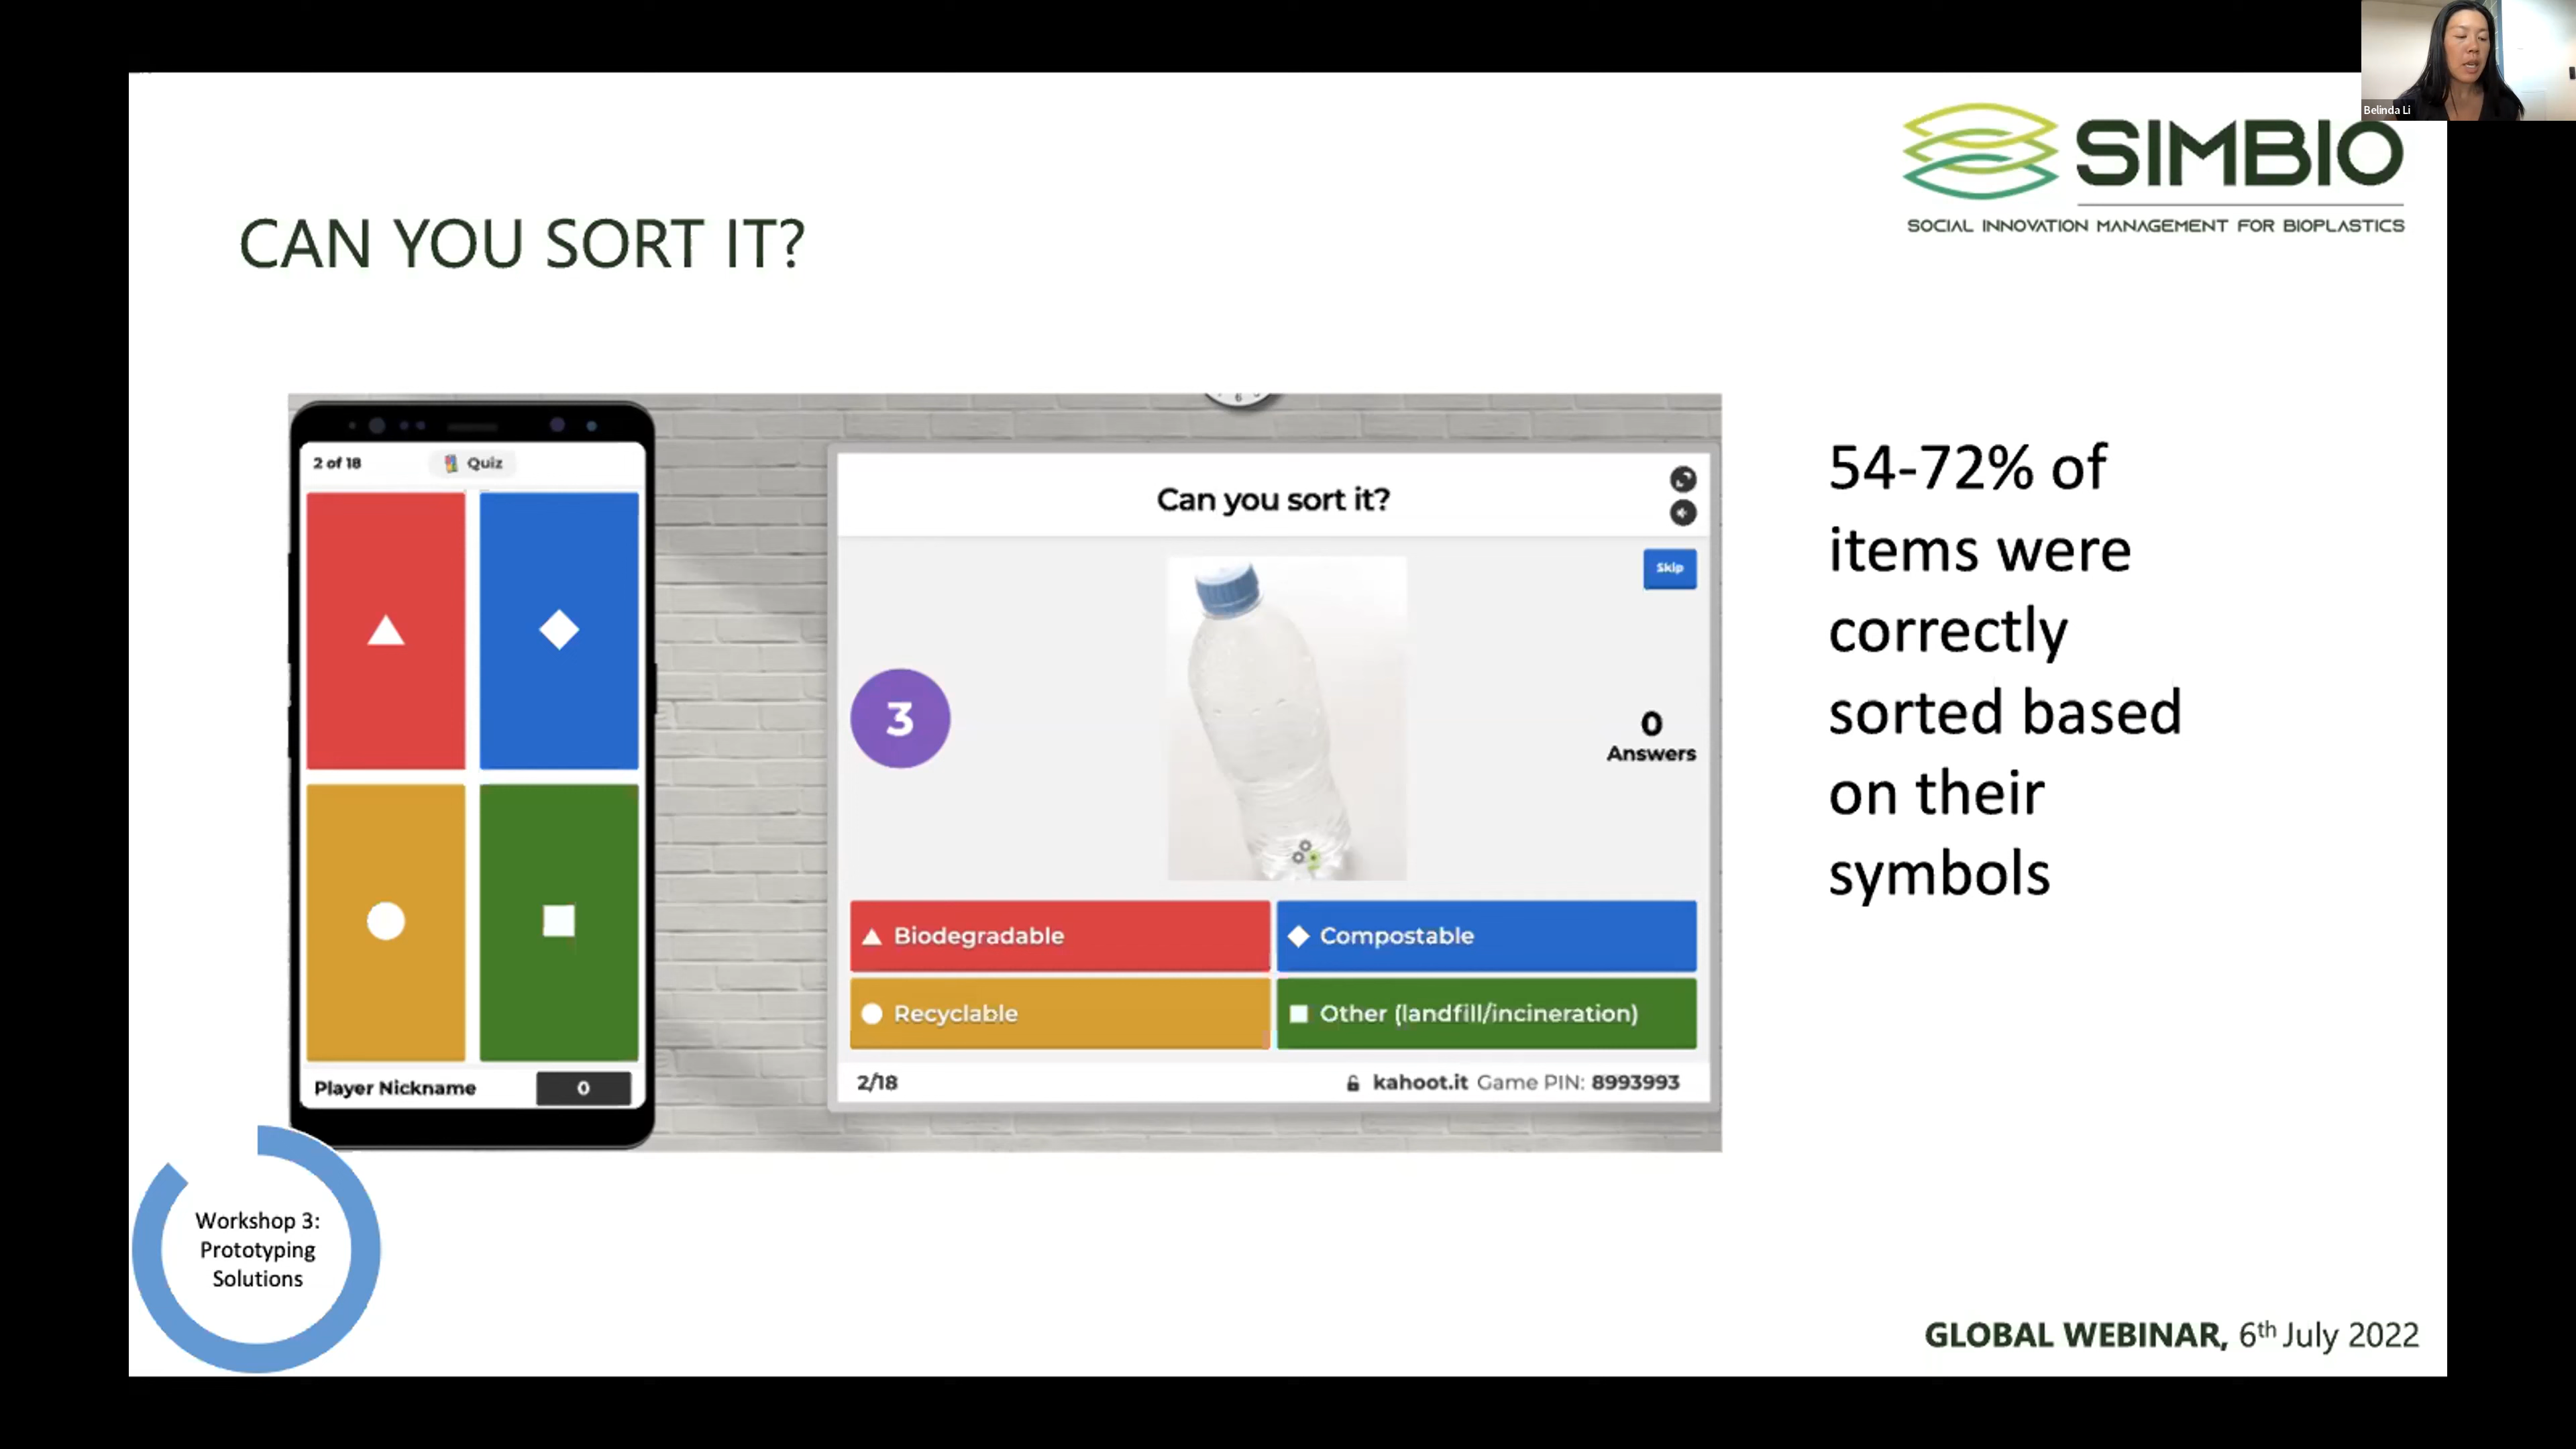 Belinda Li
SIMBIO
SOCIAL INNOVATION MANAGEMENT FOR BIOPLASTICS
CAN YOU SORT IT?
2 of 18
Quiz
Player Nickname
0
6
Can you sort it?
Skip
3
0
Answers
Biodegradable
Compostable
Recyclable
Other (landfill/incineration)
2/18
kahoot.it Game PIN: 8993993
54-72% of
items were
correctly
sorted based
on their
symbols
Workshop 3:
Prototyping
Solutions
GLOBAL WEBINAR, 6th July 2022